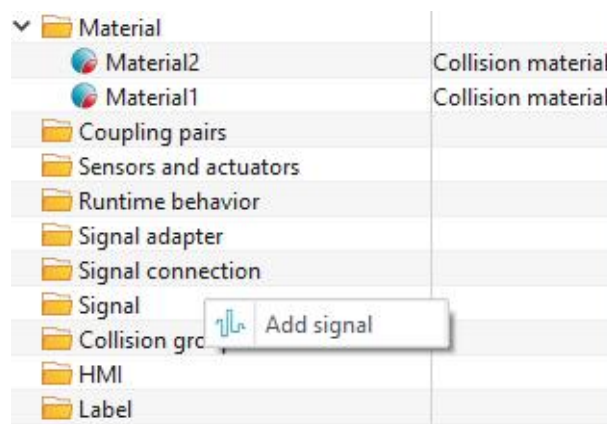 Material
Material2 Collision material
Material1 Collision material
Coupling pairs
Sensors and actuators
Runtime behavior
Signal adapter
Signal connection
Signal
Add signal
Collision
HMI
Label